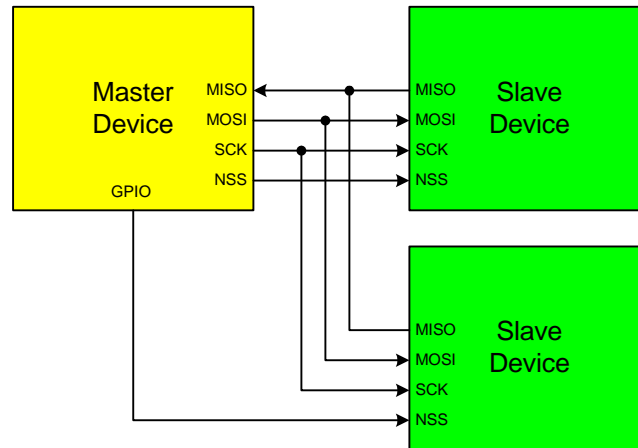 Master
Device
MISO
MOSI
SCK
NSS
GPIO
MISO
MOSI
SCK
NSS
Slave
Device
MISO
MOSI
SCK
NSS
Slave
Device